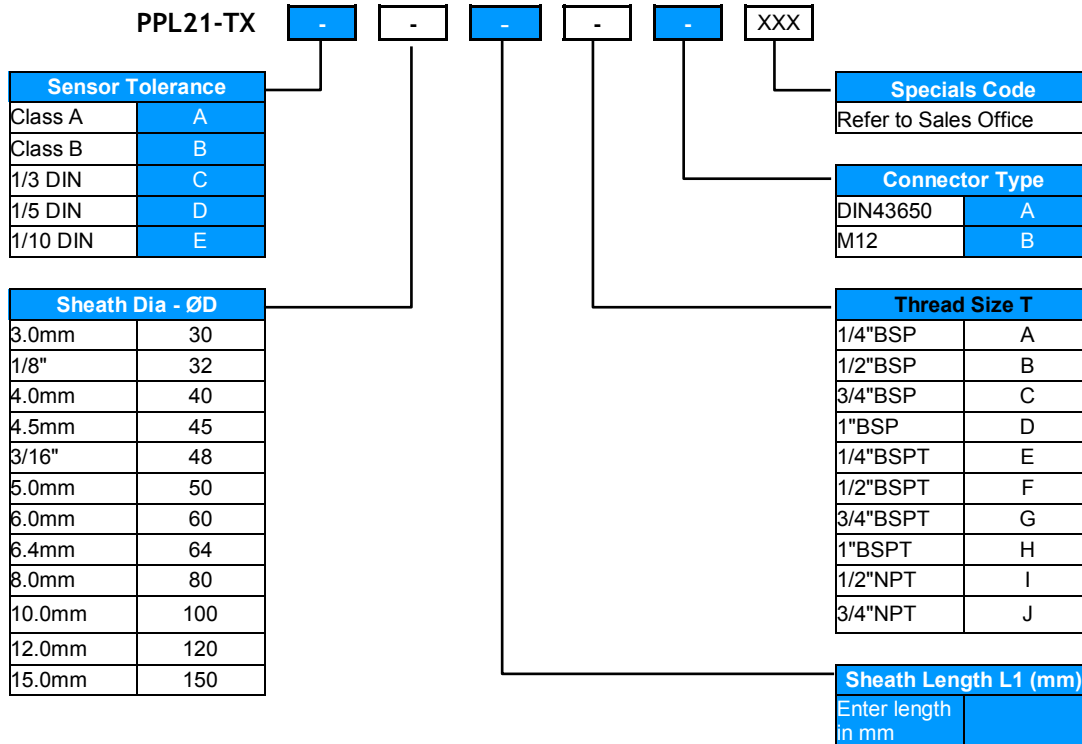 PPL21-TX - - - - - XXX
Sensor Tolerance
Class A A
Class B B
1/3 DIN C
1/5 DIN D
1/10 DIN E
Sheath Dia - ØD
3.0mm 30
1/8" 32
4.0mm 40
4.5mm 45
3/16" 48
5.0mm 50
6.0mm 60
6.4mm 64
8.0mm 80
10.0mm 100
12.0mm 120
15.0mm 150
Specials Code
Refer to Sales Office
Connector Type
DIN43650 A
M12 B
Thread Size T
1/4"BSP A
1/2"BSP B
3/4"BSP C
1"BSP D
1/4"BSPT E
1/2"BSPT F
3/4"BSPT G
1"BSPT H
1/2"NPT I
3/4"NPT J
Sheath Length L1 (mm)
Enter length
in mm